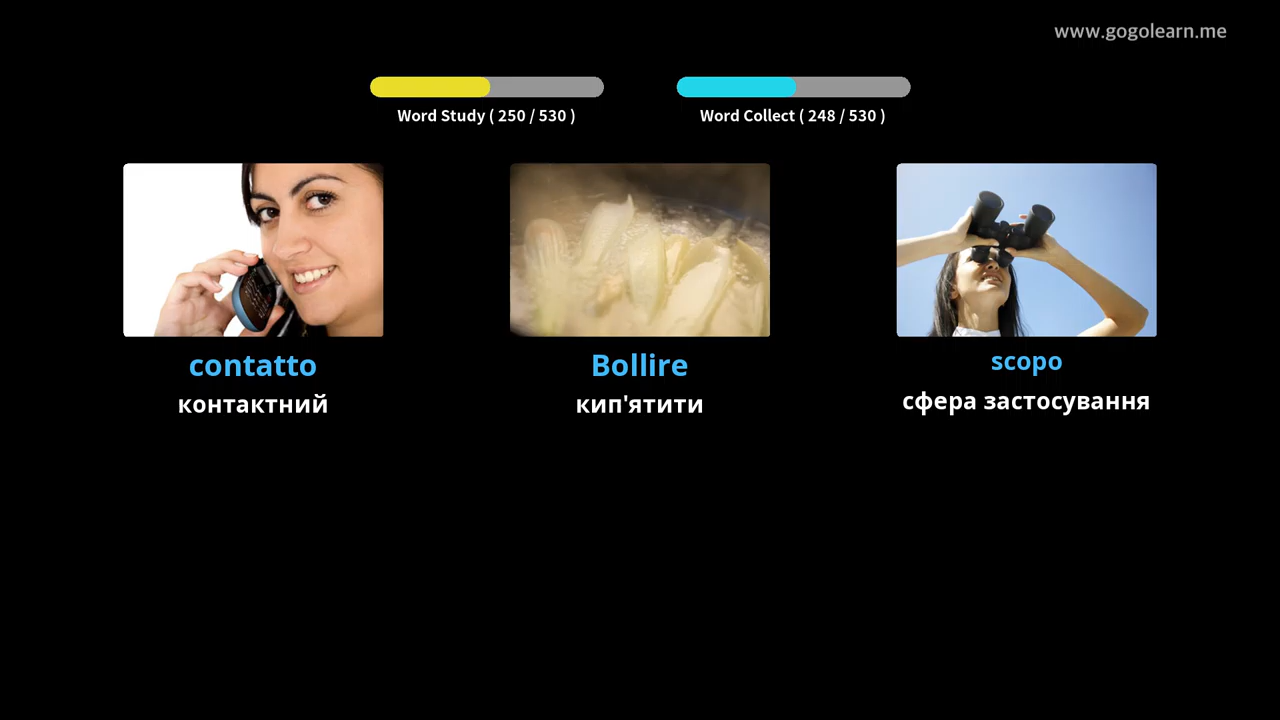 www.gogolearn.me
Word Study ( 250 / 530 )
Word Collect ( 248 / 530 )
contatto
контактний
Bollire
кип'ятити
scopo
сфера застосування